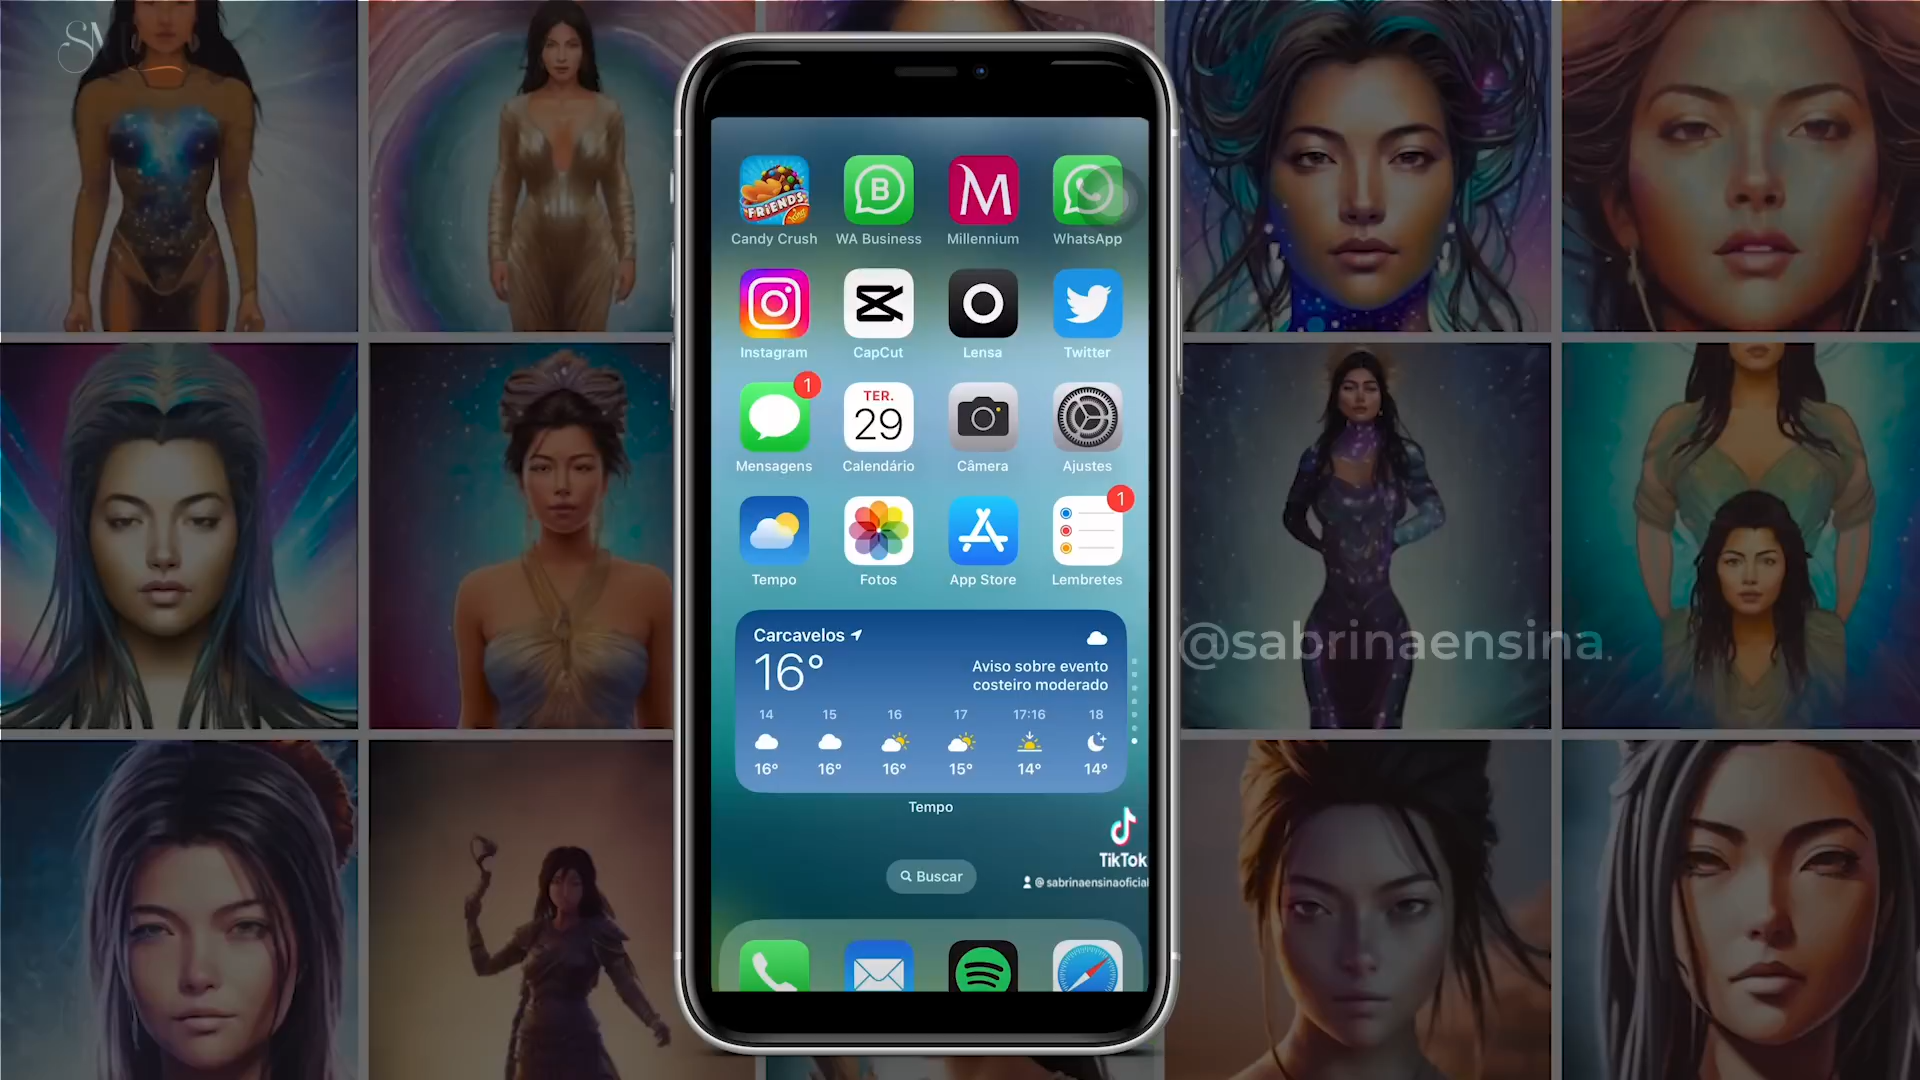 SM
FRIENDS
B
M
Candy Crush WA Business Millennium WhatsApp
Instagram CapCut Lensa Twitter
1
TER.
29
Mensagens Calendário Câmera Ajustes
1
Tempo Fotos App Store Lembretes
Carcavelos
16°
Aviso sobre evento
costeiro moderado
14 15 16 17 17:16 18
16° 16° 16° 15° 14° 14°
Tempo
@sabrinaensina
TikTok
Buscar
@sabrinaensinaoficial